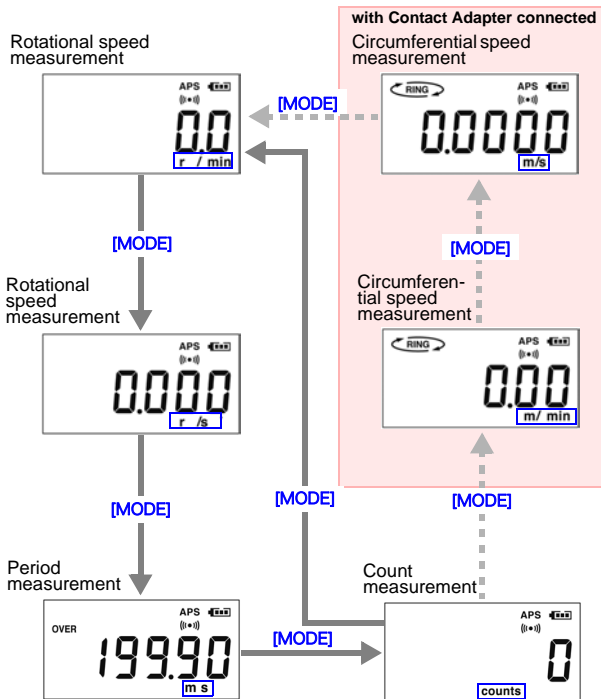 with Contact Adapter connected
Rotational speed
measurement
APS
0.0
r / min
Circumferential speed
measurement
RING
APS
0.0000
m/s
[MODE]
[MODE]
[MODE]
Rotational
speed
measurement
APS
0.000
r /s
Circumferen-
tial speed
measurement
RING
APS
0.00
m/ min
[MODE]
[MODE]
[MODE]
Period
measurement
APS
OVER
199.90
m s
[MODE]
Count
measurement
APS
0
counts